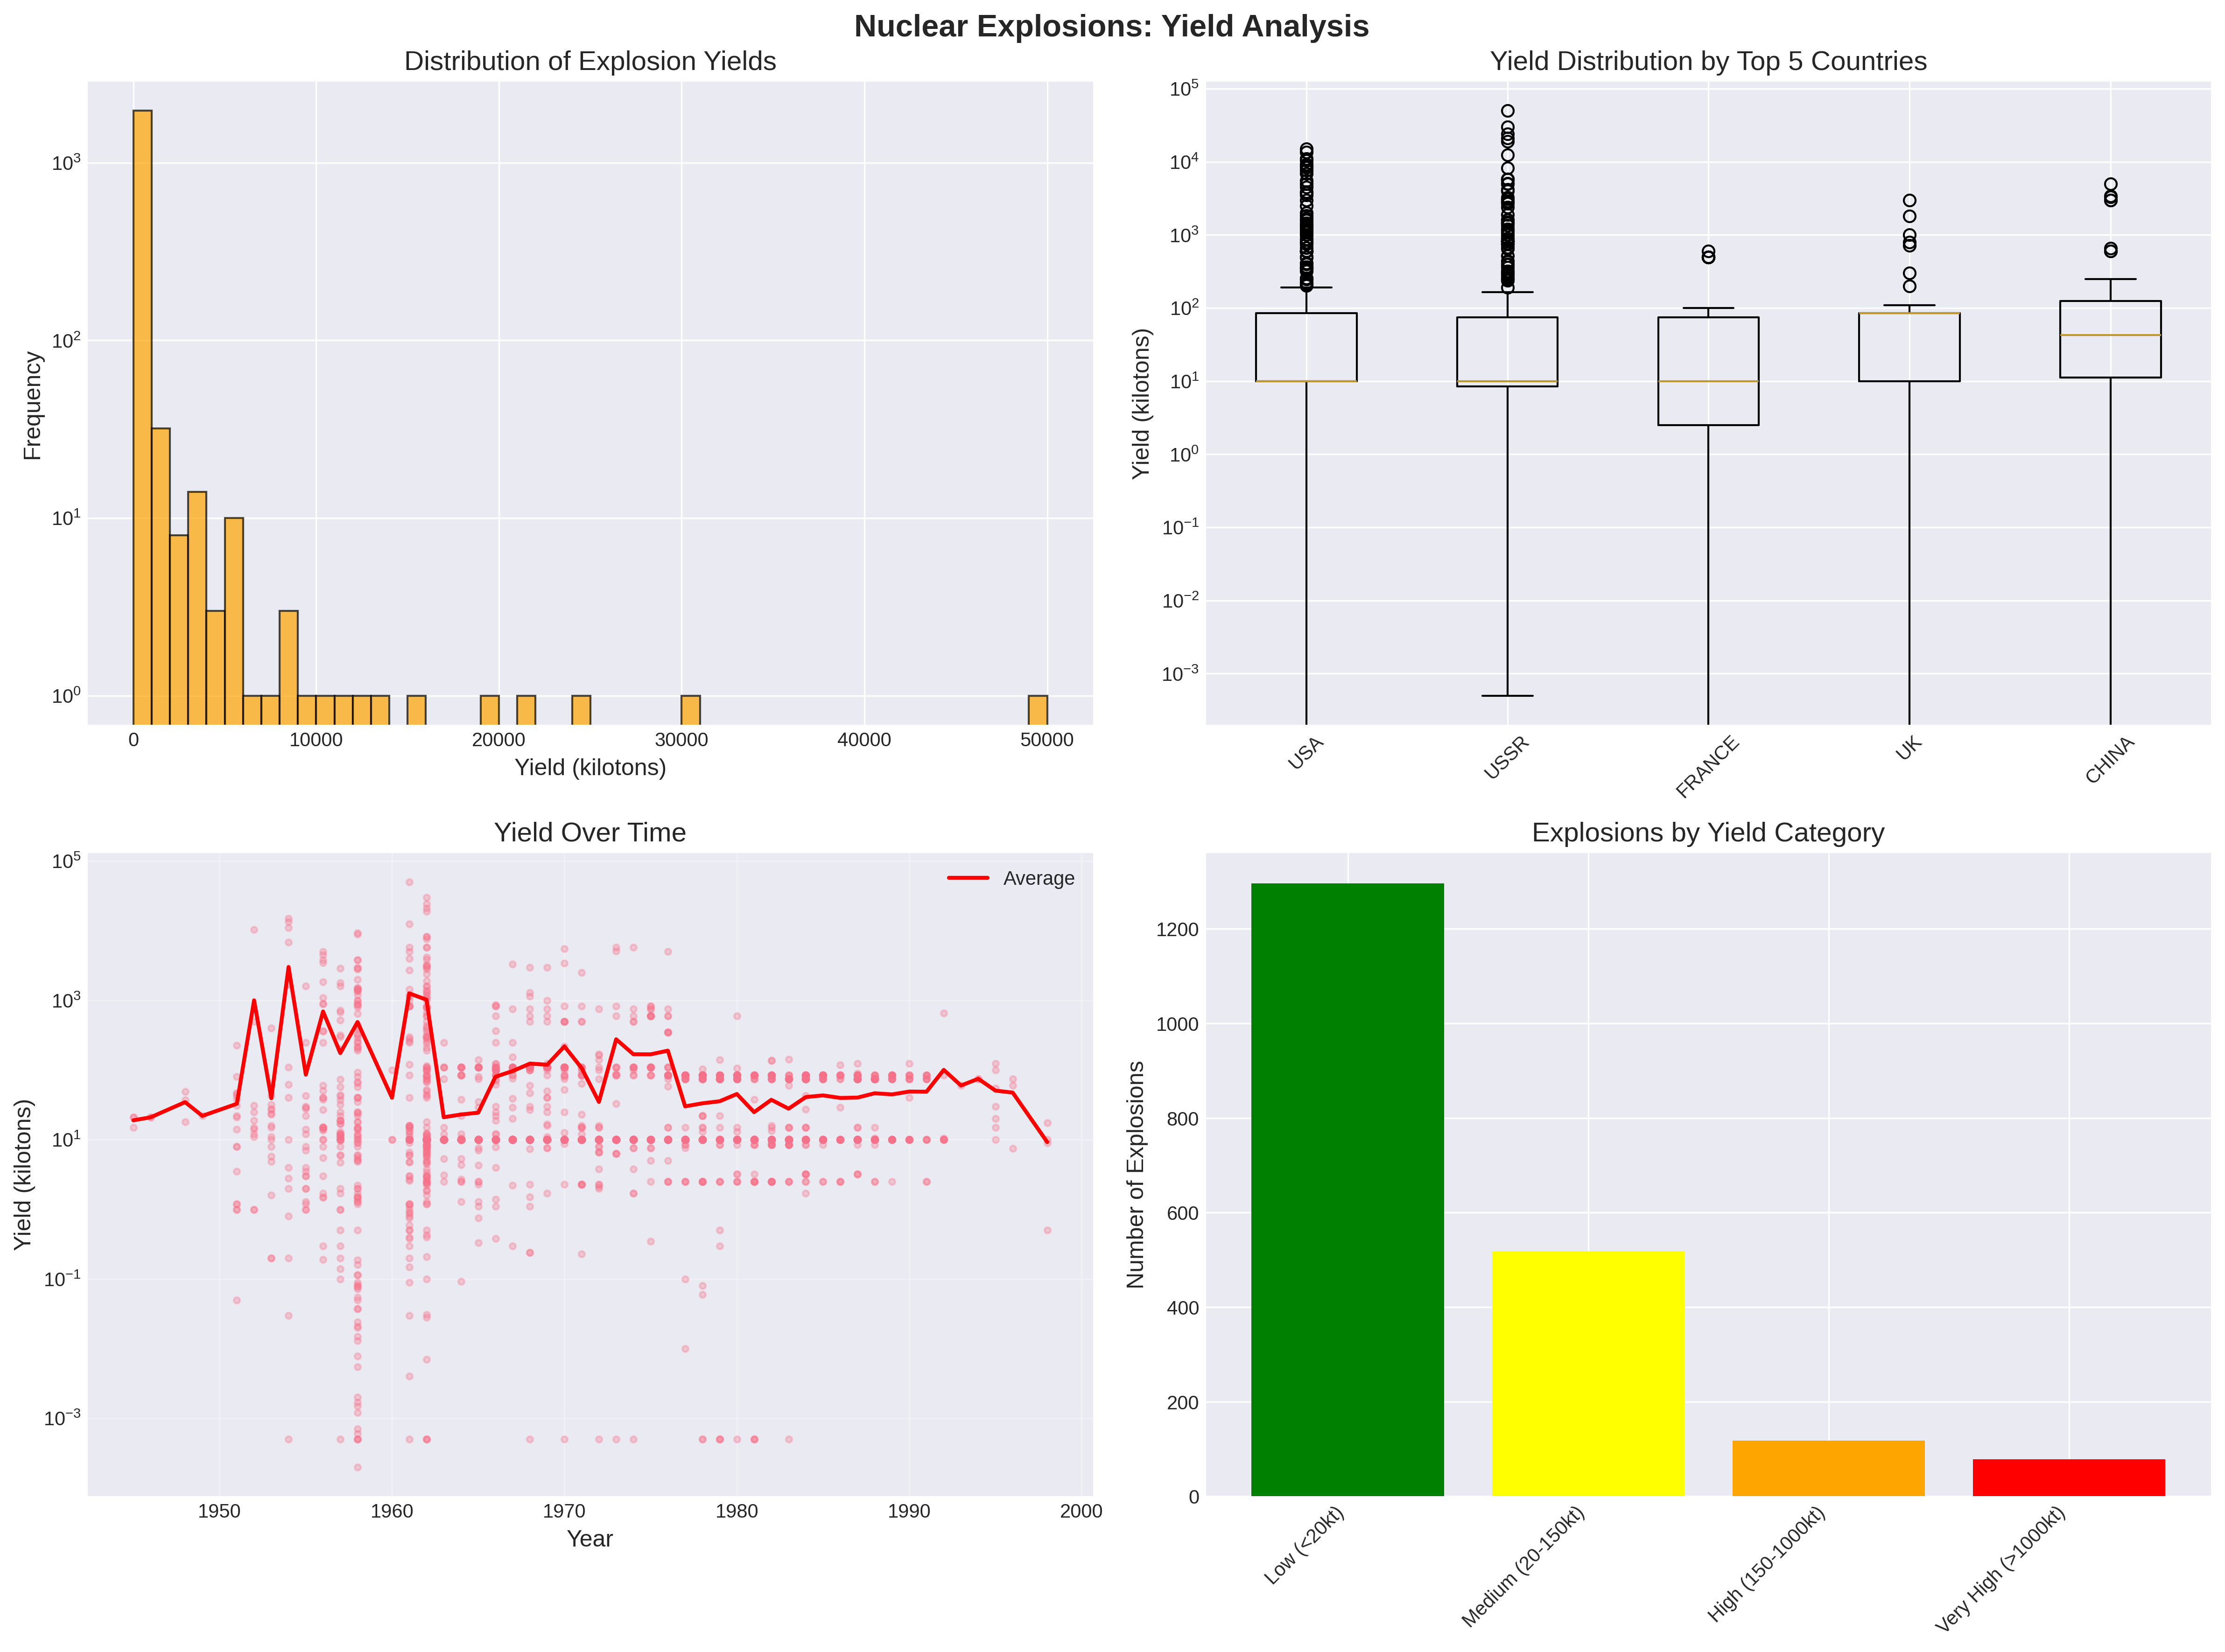 Nuclear Explosions: Yield Analysis
Distribution of Explosion Yields
Frequency
10³
10²
10¹
10⁰
0 10000 20000 30000 40000 50000
Yield (kilotons)
Yield Distribution by Top 5 Countries
Yield (kilotons)
10⁵
10⁴
10³
10²
10¹
10⁰
10⁻¹
10⁻²
10⁻³
USA USSR FRANCE UK CHINA
Yield Over Time
Average
Yield (kilotons)
10⁵
10³
10¹
10⁻¹
10⁻³
1950 1960 1970 1980 1990 2000
Year
Explosions by Yield Category
Number of Explosions
1200
1000
800
600
400
200
0
Low (<20kt)
Medium (20-150kt)
High (150-1000kt)
Very High (>1000kt)